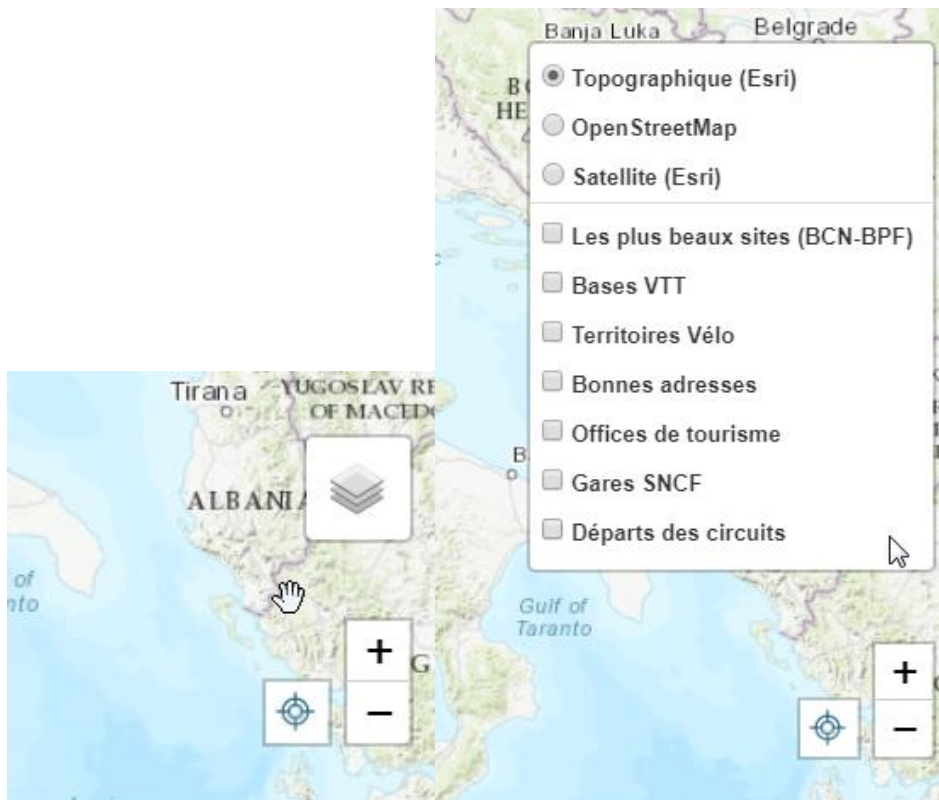 Tirana
YUGOSLAV RE
OF MACEDO
ALBANIA
of
nto
G
+
−
Banja Luka
Belgrade
HE
Topographique (Esri)
OpenStreetMap
Satellite (Esri)
Les plus beaux sites (BCN-BPF)
Bases VTT
Territoires Vélo
Bonnes adresses
Offices de tourisme
Gares SNCF
Départs des circuits
B
Gulf of
Taranto
+
−